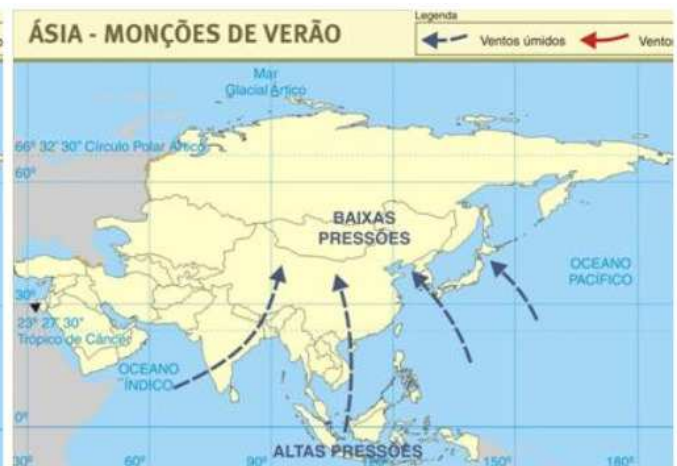 Legenda
ÁSIA - MONÇÕES DE VERÃO
Ventos úmidos
Mar
Glacial Ártico
66º 32' 30" Círculo Polar Ártico
60º
BAIXAS
PRESSÕES
OCEANO
PACÍFICO
30º
23º 27' 30"
Trópico de Câncer
OCEANO
ÍNDICO
0º
ALTAS PRESSÕES
30º
60º
90º
120º
150º
180º